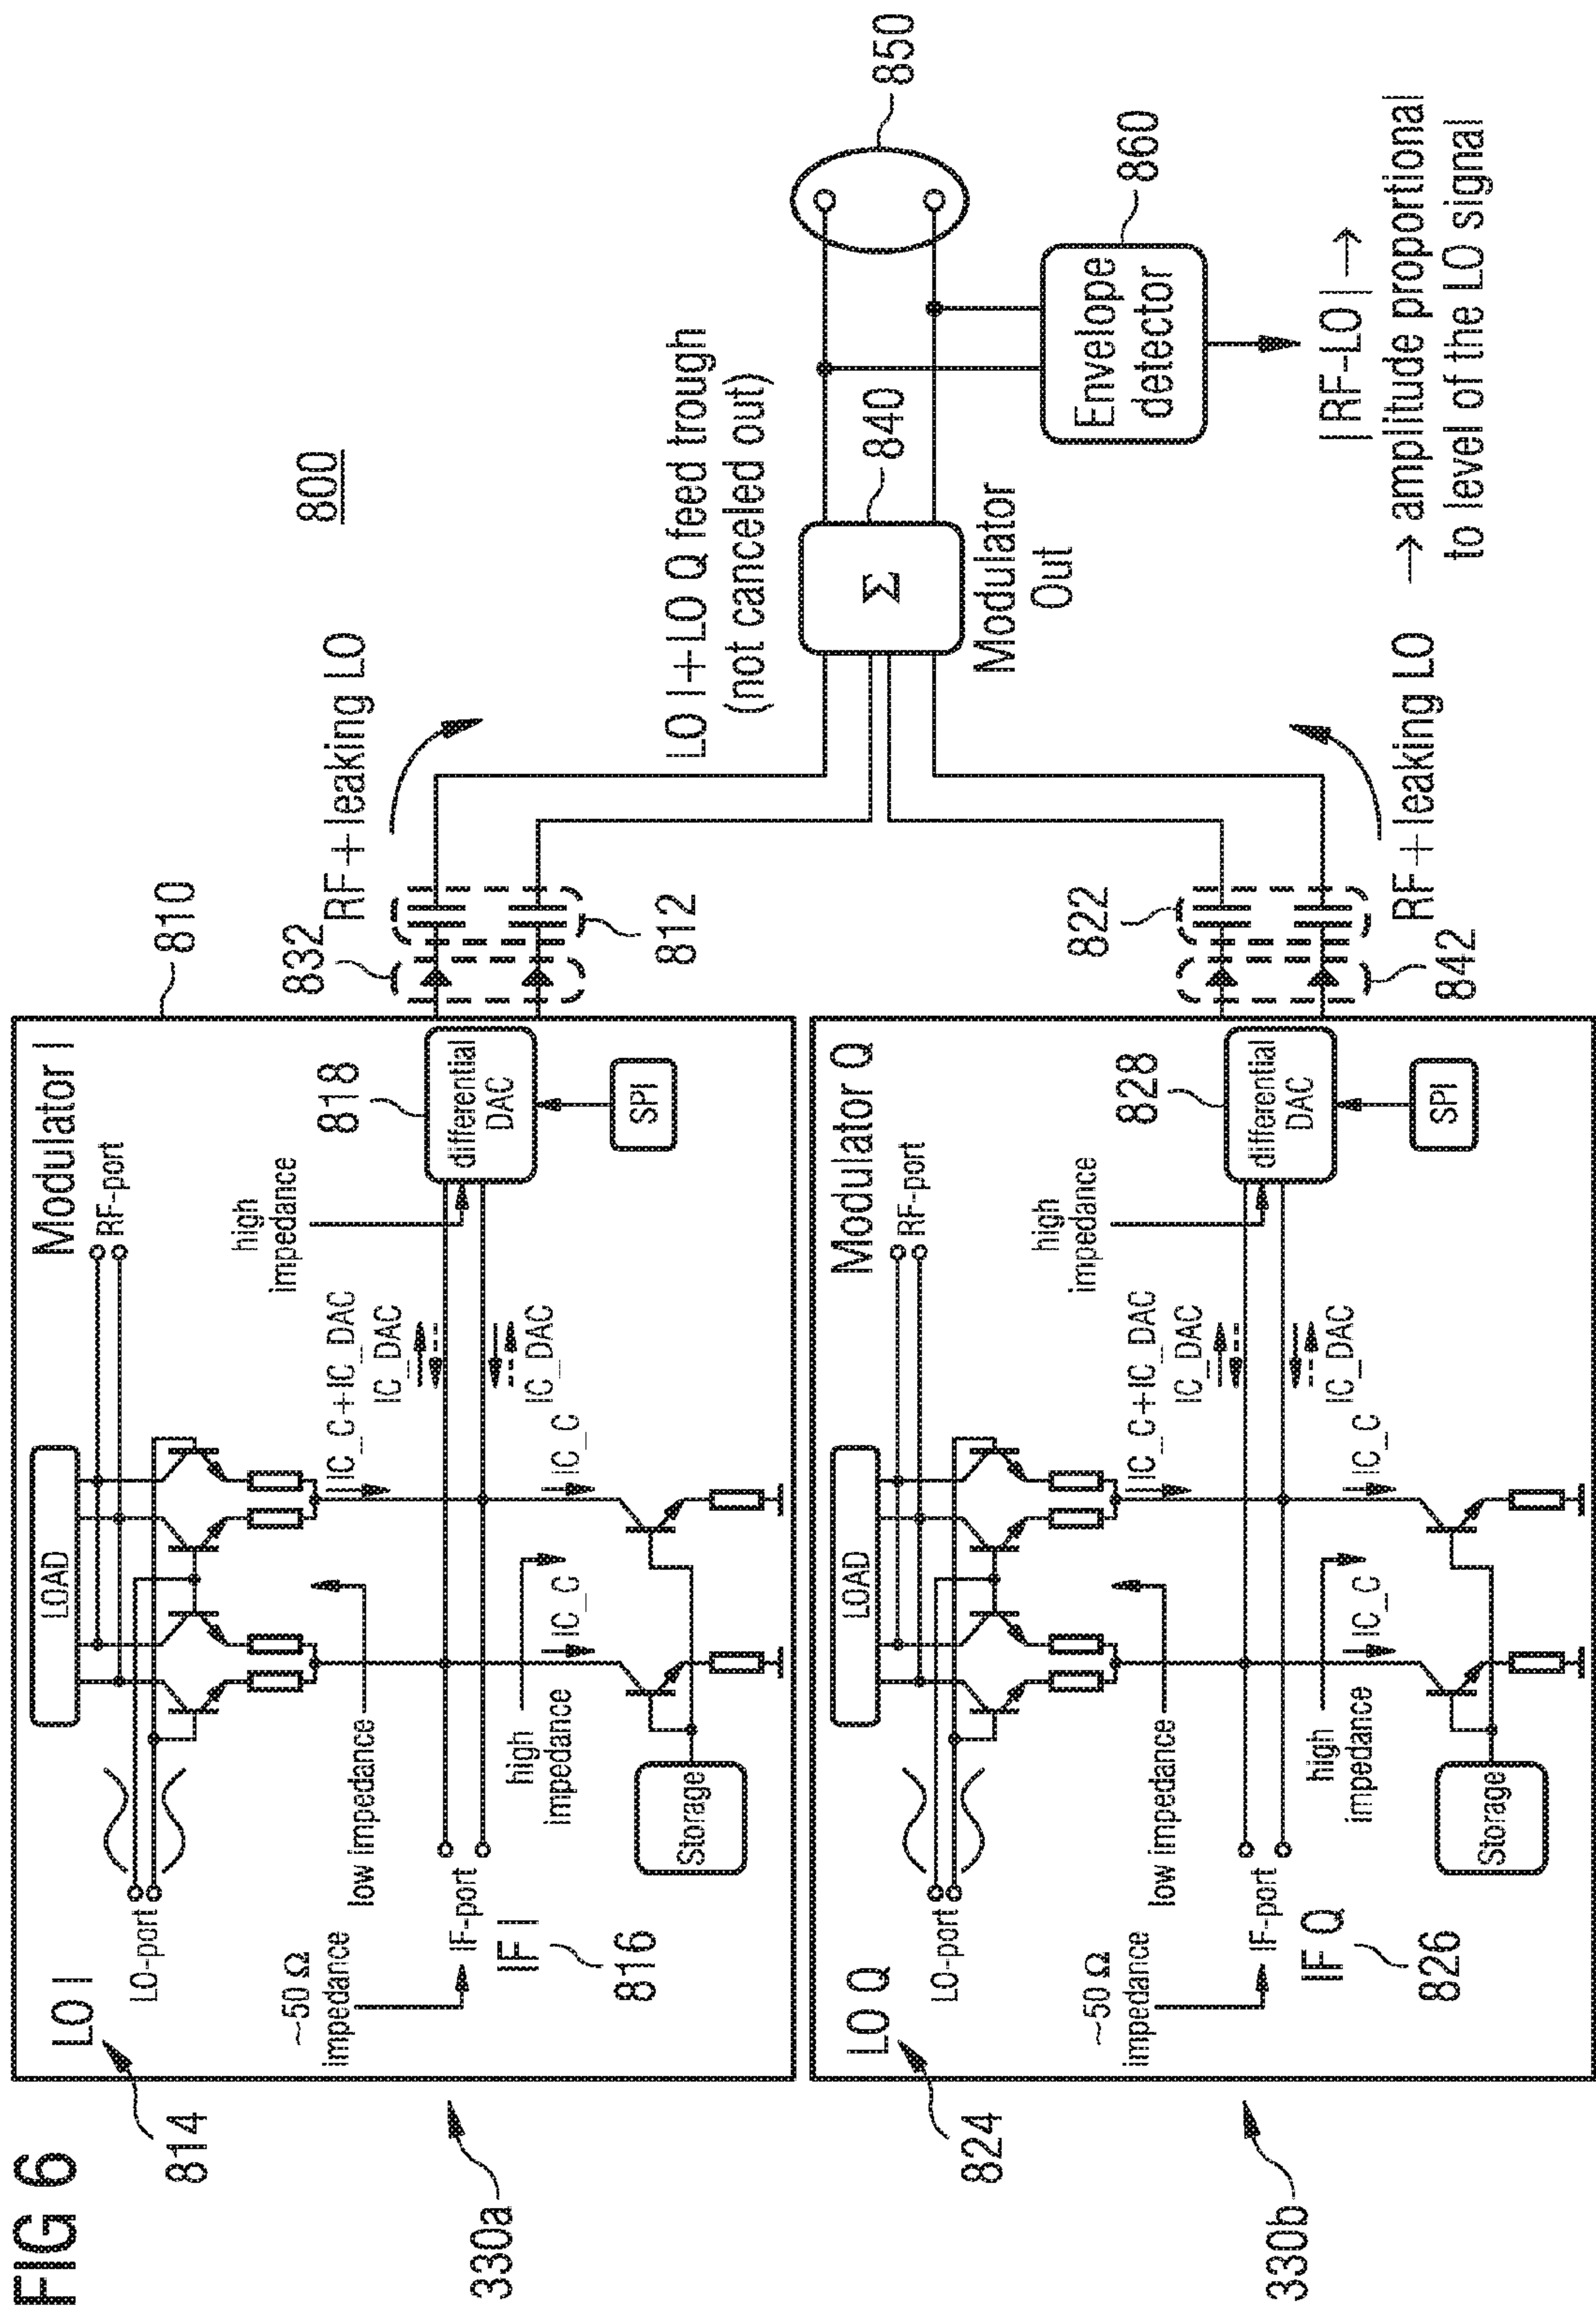 FIG 6
800
810
Modulator I
LO I
814
LO-port
LOAD
RF-port
~50 Ω
impedance
low impedance
IC_C+IC_DAC
IC_DAC
high
impedance
IF-port
IF I
816
IC_DAC
818
differential
DAC
SPI
high
impedance
IC_C
IC_C
Storage
330a
832
812
RF+leaking LO
Modulator Q
LO Q
824
LO-port
LOAD
RF-port
~50 Ω
impedance
low impedance
IC_C+IC_DAC
IC_DAC
high
impedance
IF-port
IF Q
826
IC_DAC
828
differential
DAC
SPI
high
impedance
IC_C
IC_C
Storage
330b
822
842
RF+leaking LO
LO I+LO Q feed trough
(not canceled out)
Σ
840
Modulator
Out
850
Envelope
detector
860
|RF-LO| →
→ amplitude proportional
to level of the LO signal